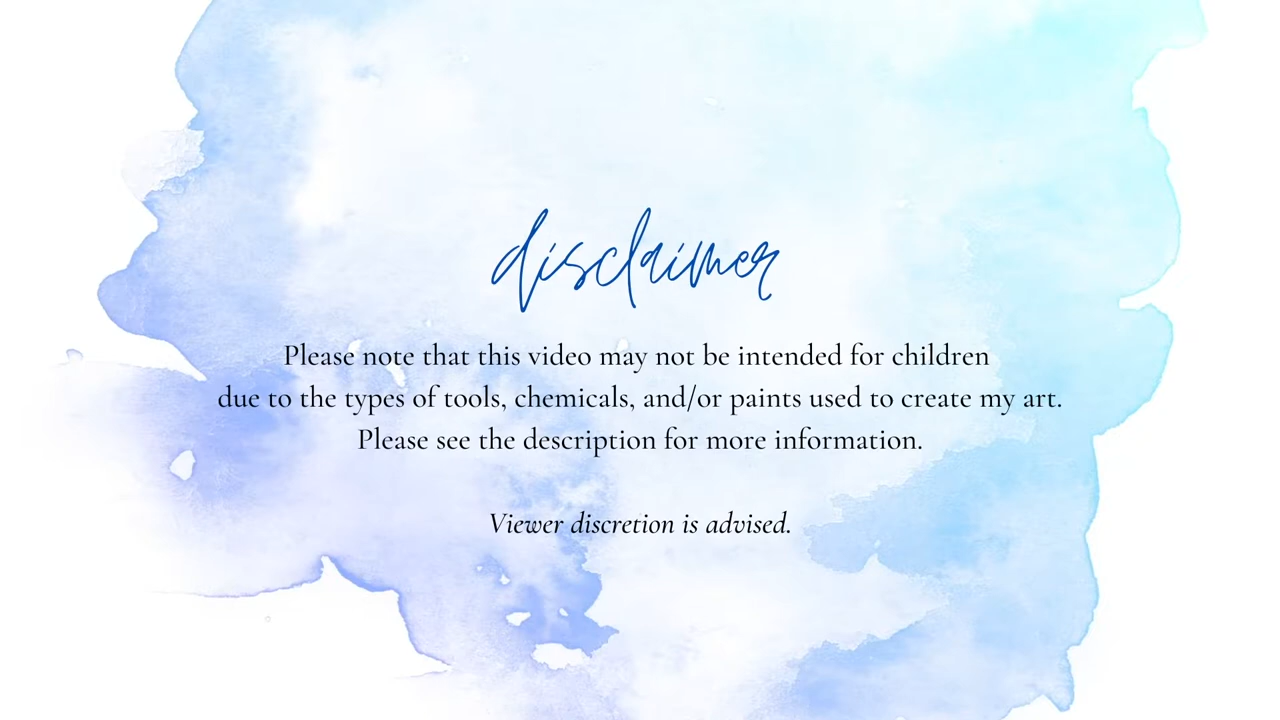 disclaimer
Please note that this video may not be intended for children
due to the types of tools, chemicals, and/or paints used to create my art.
Please see the description for more information.
Viewer discretion is advised.